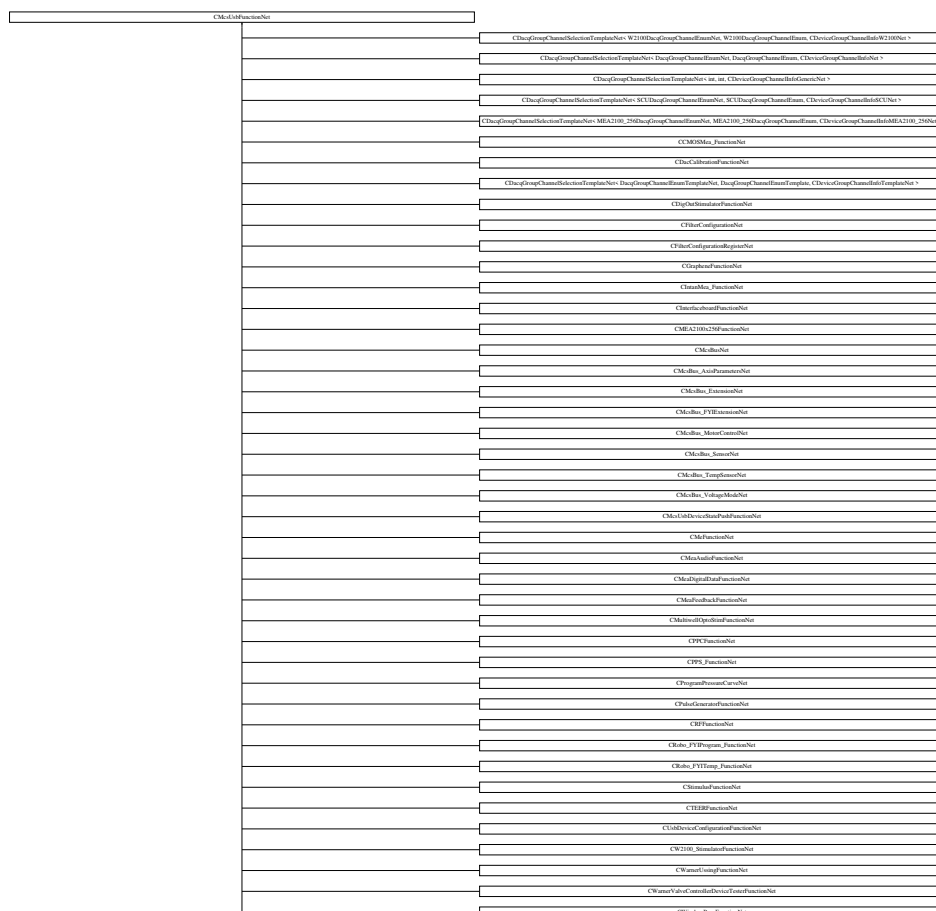 CMcsUsbFunctionNet
CDacqGroupChannelSelectionTemplateNet< W2100DacqGroupChannelEnumNet, W2100DacqGroupChannelEnum, CDeviceGroupChannelInfoW2100Net >
CDacqGroupChannelSelectionTemplateNet< DacqGroupChannelEnumNet, DacqGroupChannelEnum, CDeviceGroupChannelInfoNet >
CDacqGroupChannelSelectionTemplateNet< int, int, CDeviceGroupChannelInfoGenericNet >
CDacqGroupChannelSelectionTemplateNet< SCUDacqGroupChannelEnumNet, SCUDacqGroupChannelEnum, CDeviceGroupChannelInfoSCUNet >
CDacqGroupChannelSelectionTemplateNet< MEA2100_256DacqGroupChannelEnumNet, MEA2100_256DacqGroupChannelEnum, CDeviceGroupChannelInfoMEA2100_256Net
CCMOSMea_FunctionNet
CDacCalibrationFunctionNet
CDacqGroupChannelSelectionTemplateNet< DacqGroupChannelEnumTemplateNet, DacqGroupChannelEnumTemplate, CDeviceGroupChannelInfoTemplateNet >
CDigOutStimulatorFunctionNet
CFilterConfigurationNet
CFilterConfigurationRegisterNet
CGrapheneFunctionNet
CIntanMea_FunctionNet
CInterfaceboardFunctionNet
CMEA2100x256FunctionNet
CMcsBusNet
CMcsBus_AxisParametersNet
CMcsBus_ExtensionNet
CMcsBus_FYIExtensionNet
CMcsBus_MotorControlNet
CMcsBus_SensorNet
CMcsBus_TempSensorNet
CMcsBus_VoltageModeNet
CMcsUsbDeviceStatePushFunctionNet
CMeFunctionNet
CMeaAudioFunctionNet
CMeaDigitalDataFunctionNet
CMeaFeedbackFunctionNet
CMultiwellOptoStimFunctionNet
CPPCFunctionNet
CPPS_FunctionNet
CProgramPressureCurveNet
CPulseGeneratorFunctionNet
CRFFunctionNet
CRobo_FYIProgram_FunctionNet
CRobo_FYITemp_FunctionNet
CStimulusFunctionNet
CTEERFunctionNet
CUsbDeviceConfigurationFunctionNet
CW2100_StimulatorFunctionNet
CWarnerUssingFunctionNet
CWarnerValveControllerDeviceTesterFunctionNet